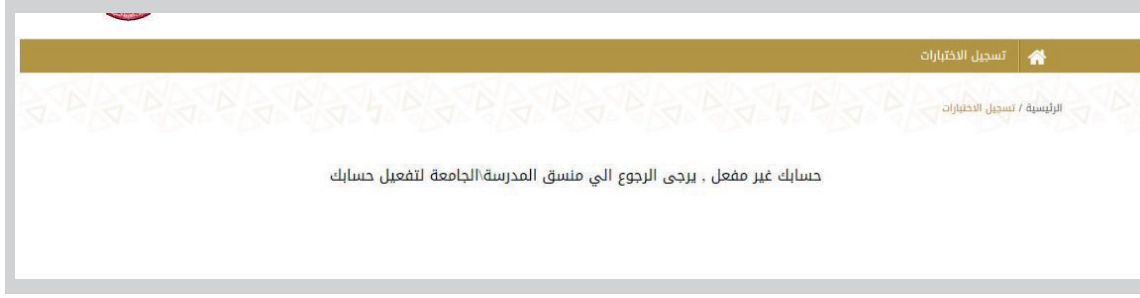 تسجيل الاختبارات
الرئيسية / تسجيل الاختبارات
حسابك غير مفعل . يرجى الرجوع الي منسق المدرسة\الجامعة لتفعيل حسابك